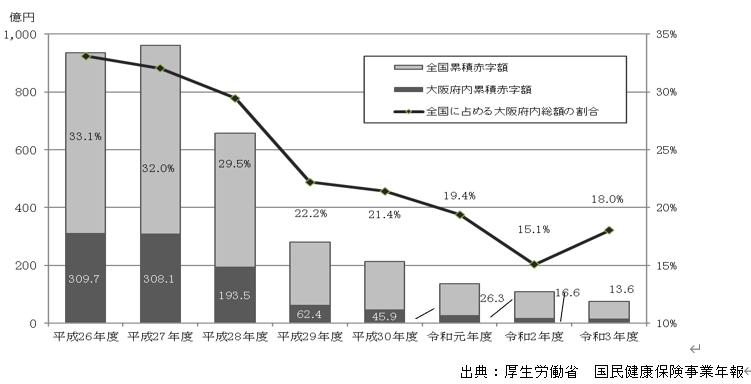 億円
1,000
800
600
400
200
0
35%
30%
25%
20%
15%
10%
全国累積赤字額
大阪府内累積赤字額
全国に占める大阪府内総額の割合
33.1%
32.0%
29.5%
22.2%
21.4%
19.4%
15.1%
18.0%
309.7
308.1
193.5
62.4
45.9
26.3
16.6
13.6
平成26年度
平成27年度
平成28年度
平成29年度
平成30年度
令和元年度
令和2年度
令和3年度
出典：厚生労働省　国民健康保険事業年報